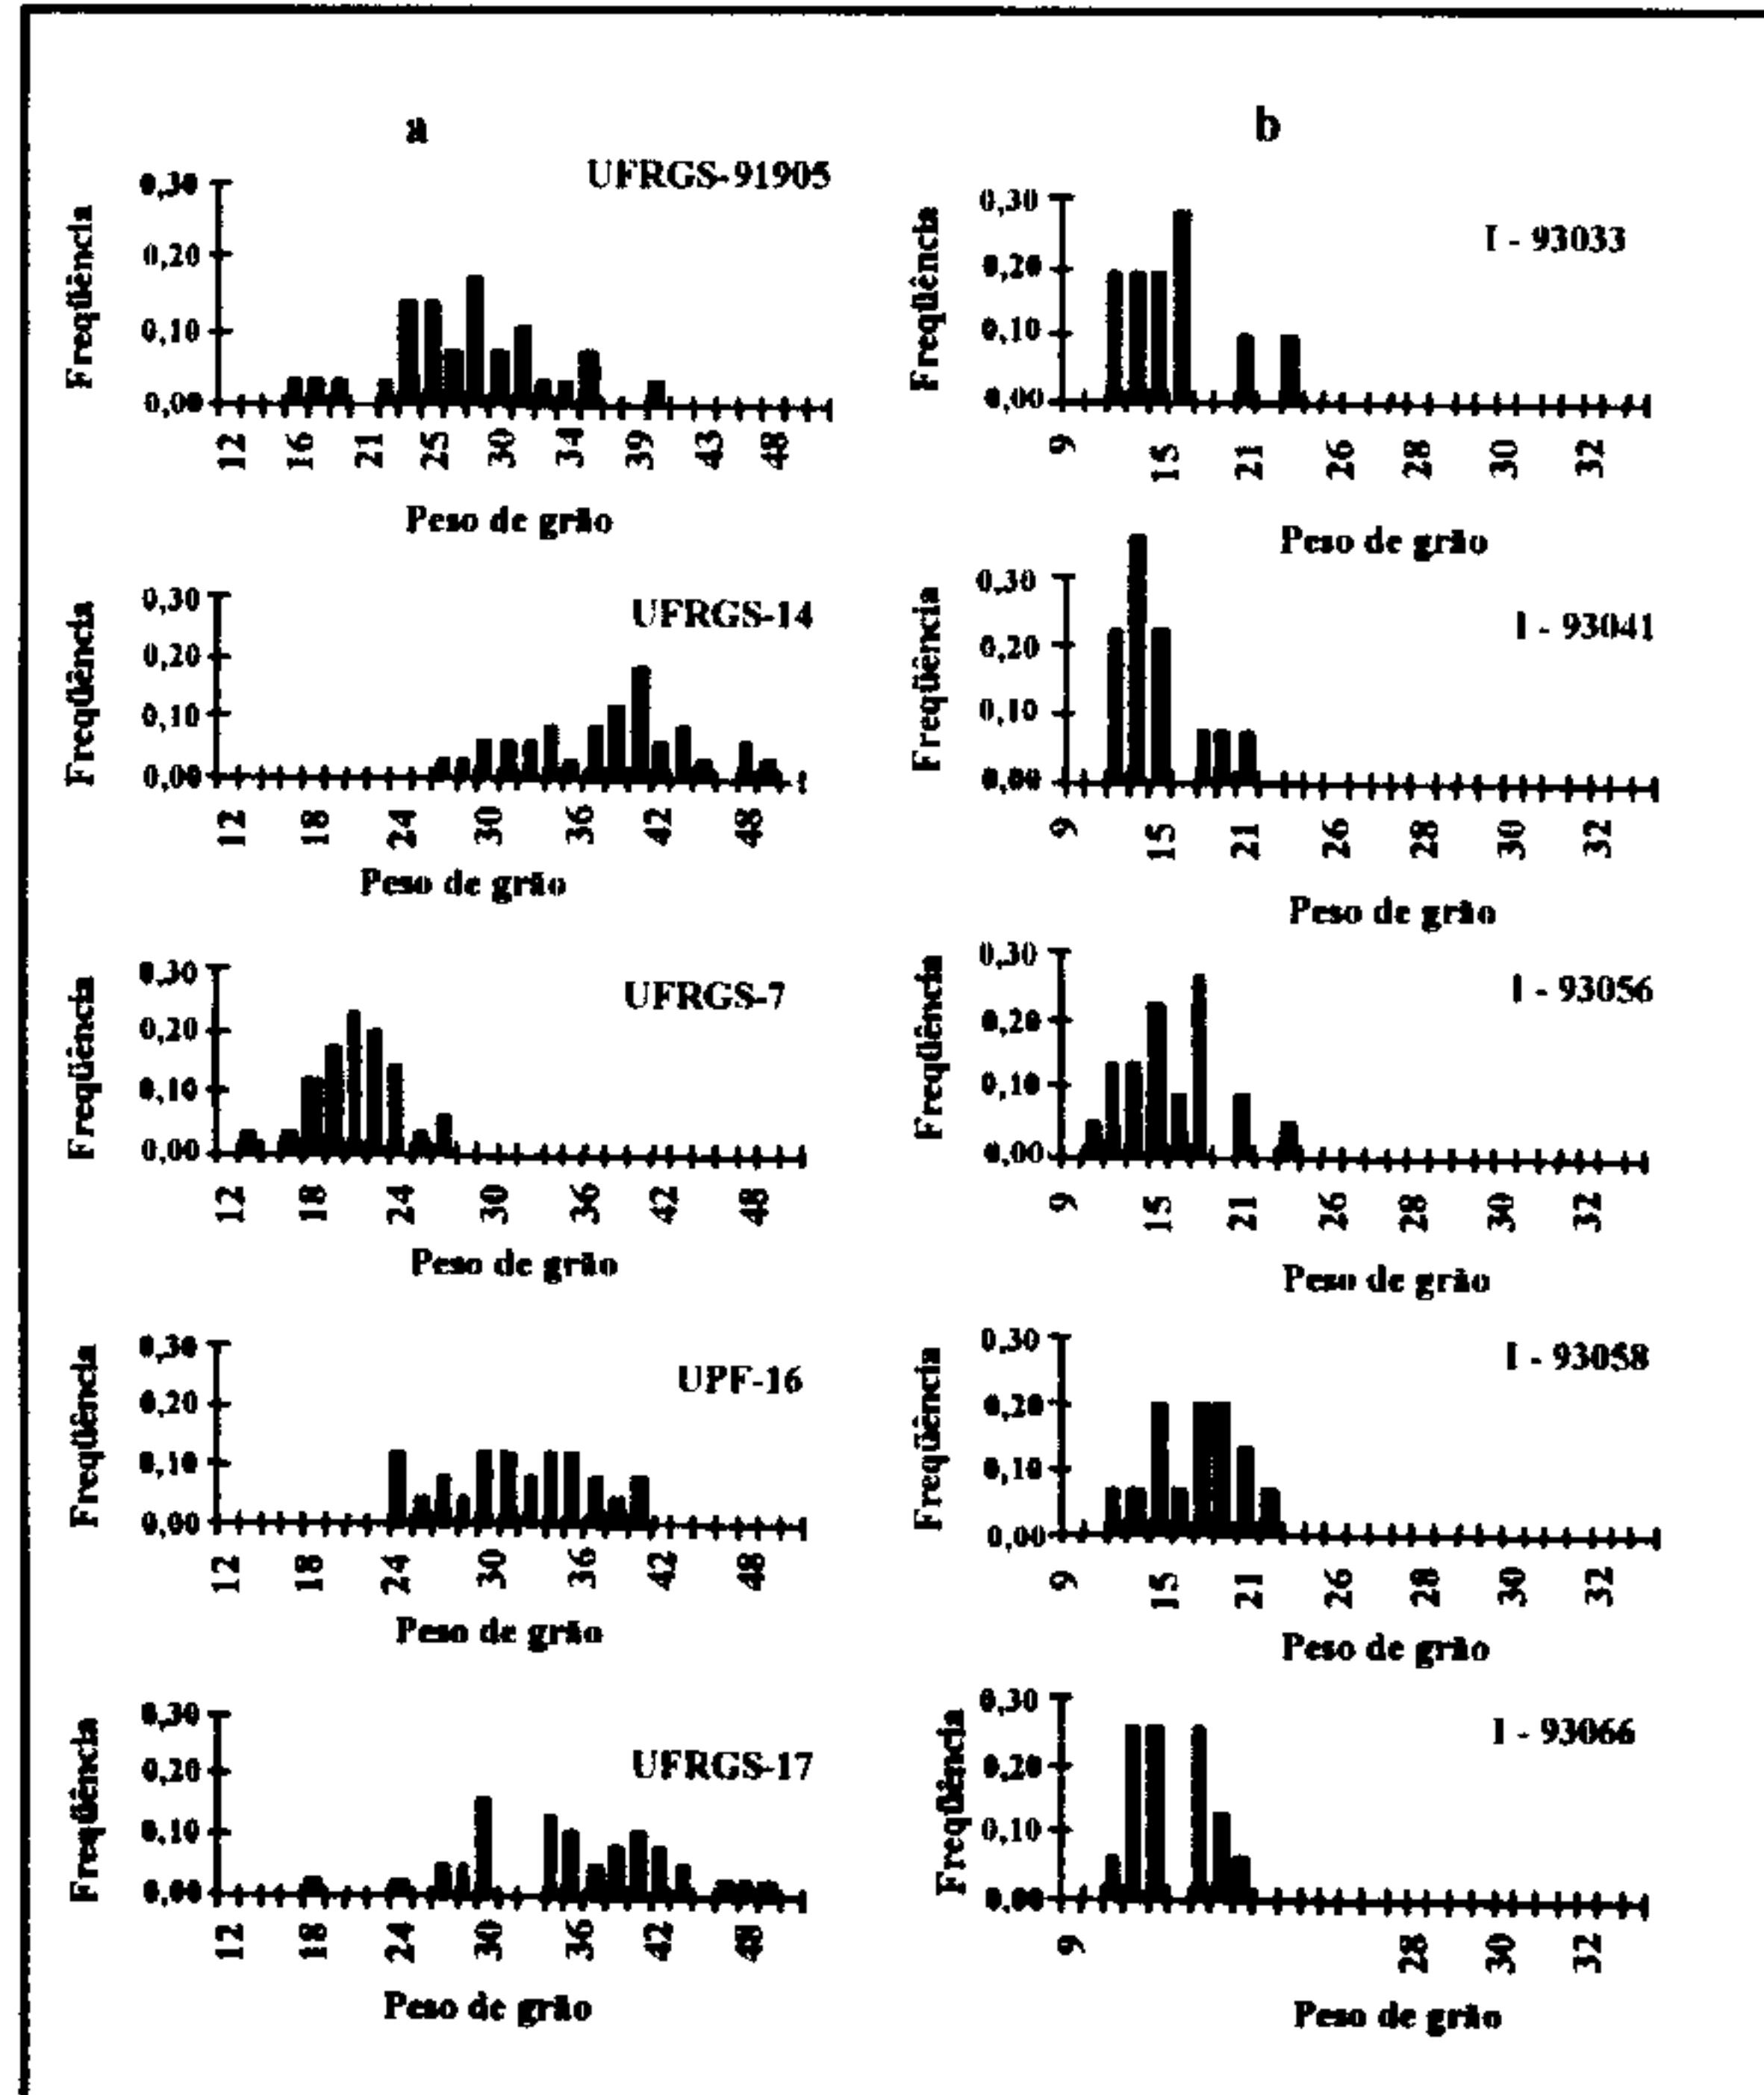 a
UFRGS-91905
Freqüência
0,30
0,20
0,10
0,00
12 16 21 25 30 34 39 43 48
Peso de grão
UFRGS-14
Freqüência
0,30
0,20
0,10
0,00
12 18 24 30 36 42 48
Peso de grão
UFRGS-7
Freqüência
0,30
0,20
0,10
0,00
12 18 24 30 36 42 48
Peso de grão
UPF-16
Freqüência
0,30
0,20
0,10
0,00
12 18 24 30 36 42 48
Peso de grão
UFRGS-17
Freqüência
0,30
0,20
0,10
0,00
12 18 24 30 36 42 48
Peso de grão
b
I - 93033
Freqüência
0,30
0,20
0,10
0,00
9 15 21 26 28 30 32
Peso de grão
I - 93041
Freqüência
0,30
0,20
0,10
0,00
9 15 21 26 28 30 32
Peso de grão
I - 93056
Freqüência
0,30
0,20
0,10
0,00
9 15 21 26 28 30 32
Peso de grão
I - 93058
Freqüência
0,30
0,20
0,10
0,00
9 15 21 26 28 30 32
Peso de grão
I - 93066
Freqüência
0,30
0,20
0,10
0,00
9 28 30 32
Peso de grão